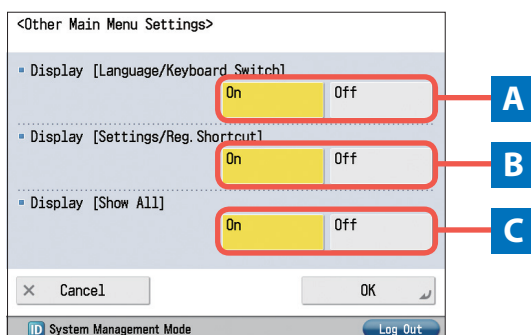 <Other Main Menu Settings>
Display [Language/Keyboard Switch]
On Off
A
Display [Settings/Reg. Shortcut]
On Off
B
Display [Show All]
On Off
C
× Cancel OK
ID System Management Mode Log Out